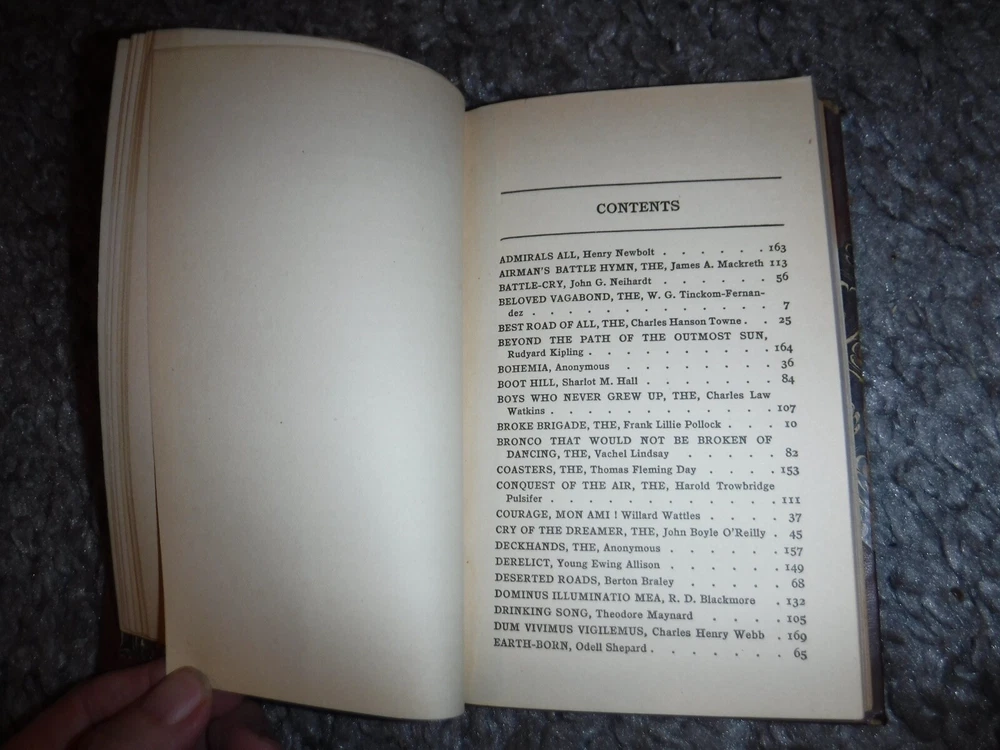 CONTENTS
ADMIRALS ALL, Henry Newbolt . . . . . . 163
AIRMAN'S BATTLE HYMN, THE, James A. Mackreth 113
BATTLE-CRY, John G. Neihardt . . . . . . 56
BELOVED VAGABOND, THE, W. G. Tinckom-Fernan-
dez . . . . . . . . . . . . 7
BEST ROAD OF ALL, THE, Charles Hanson Towne . . 25
BEYOND THE PATH OF THE OUTMOST SUN,
Rudyard Kipling . . . . . . . . . . 164
BOHEMIA, Anonymous . . . . . . . 36
BOOT HILL, Sharlot M. Hall . . . . . . 84
BOYS WHO NEVER GREW UP, THE, Charles Law
Watkins . . . . . . . . . . . 107
BROKE BRIGADE, THE, Frank Lillie Pollock . . . 10
BRONCO THAT WOULD NOT BE BROKEN OF
DANCING, THE, Vachel Lindsay . . . . . 82
COASTERS, THE, Thomas Fleming Day . . . . 153
CONQUEST OF THE AIR, THE, Harold Trowbridge
Pulsifer . . . . . . . . . . . 111
COURAGE, MON AMI ! Willard Wattles . . . . 37
CRY OF THE DREAMER, THE, John Boyle O'Reilly . 45
DECKHANDS, THE, Anonymous . . . . . . 157
DERELICT, Young Ewing Allison . . . . . . 149
DESERTED ROADS, Berton Braley . . . . . 68
DOMINUS ILLUMINATIO MEA, R. D. Blackmore . 132
DRINKING SONG, Theodore Maynard . . . . 105
DUM VIVIMUS VIGILEMUS, Charles Henry Webb . 169
EARTH-BORN, Odell Shepard . . . . . . 65